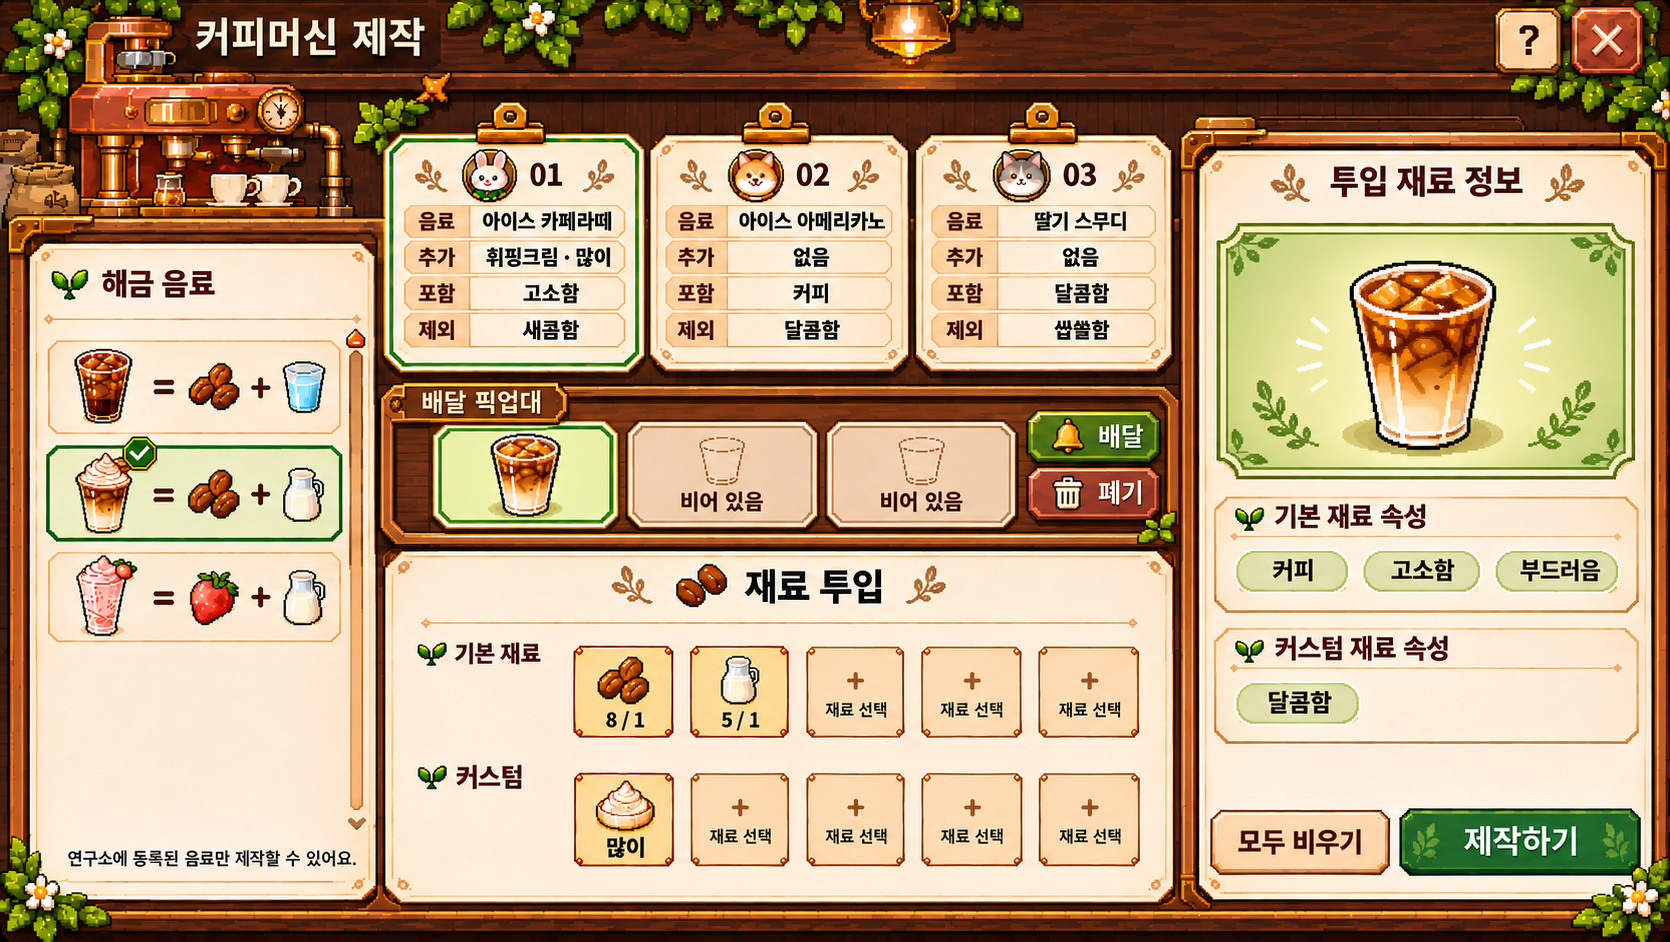 커피머신 제작
?
해금 음료
= +
= +
= +
연구소에 등록된 음료만 제작할 수 있어요.
01
음료 아이스 카페라떼
추가 휘핑크림 · 많이
포함 고소함
제외 새콤함
02
음료 아이스 아메리카노
추가 없음
포함 커피
제외 달콤함
03
음료 딸기 스무디
추가 없음
포함 달콤함
제외 쌉쌀함
배달 픽업대
비어 있음
비어 있음
배달
폐기
재료 투입
기본 재료
8 / 1
5 / 1
+ 재료 선택
+ 재료 선택
+ 재료 선택
커스텀
많이
+ 재료 선택
+ 재료 선택
+ 재료 선택
+ 재료 선택
투입 재료 정보
기본 재료 속성
커피 고소함 부드러움
커스텀 재료 속성
달콤함
모두 비우기
제작하기